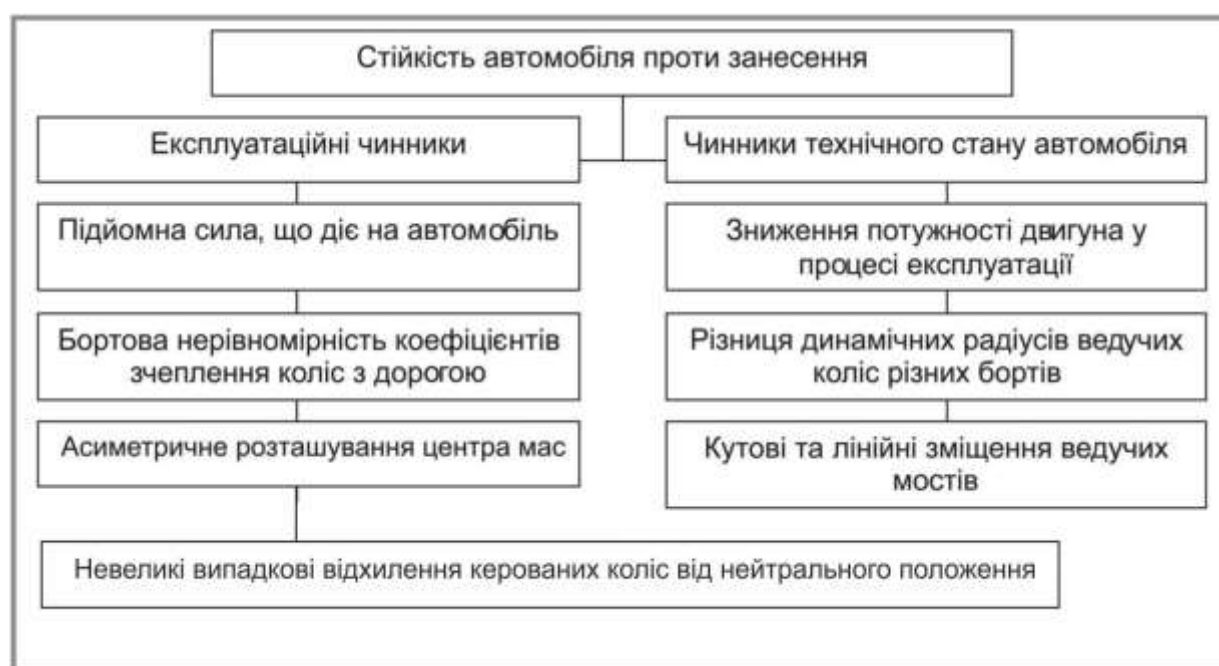 Стійкість автомобіля проти занесення
Експлуатаційні чинники
Підйомна сила, що діє на автомобіль
Бортова нерівномірність коефіцієнтів
зчеплення коліс з дорогою
Асиметричне розташування центра мас
Чинники технічного стану автомобіля
Зниження потужності двигуна у
процесі експлуатації
Різниця динамічних радіусів ведучих
коліс різних бортів
Кутові та лінійні зміщення ведучих
мостів
Невеликі випадкові відхилення керованих коліс від нейтрального положення